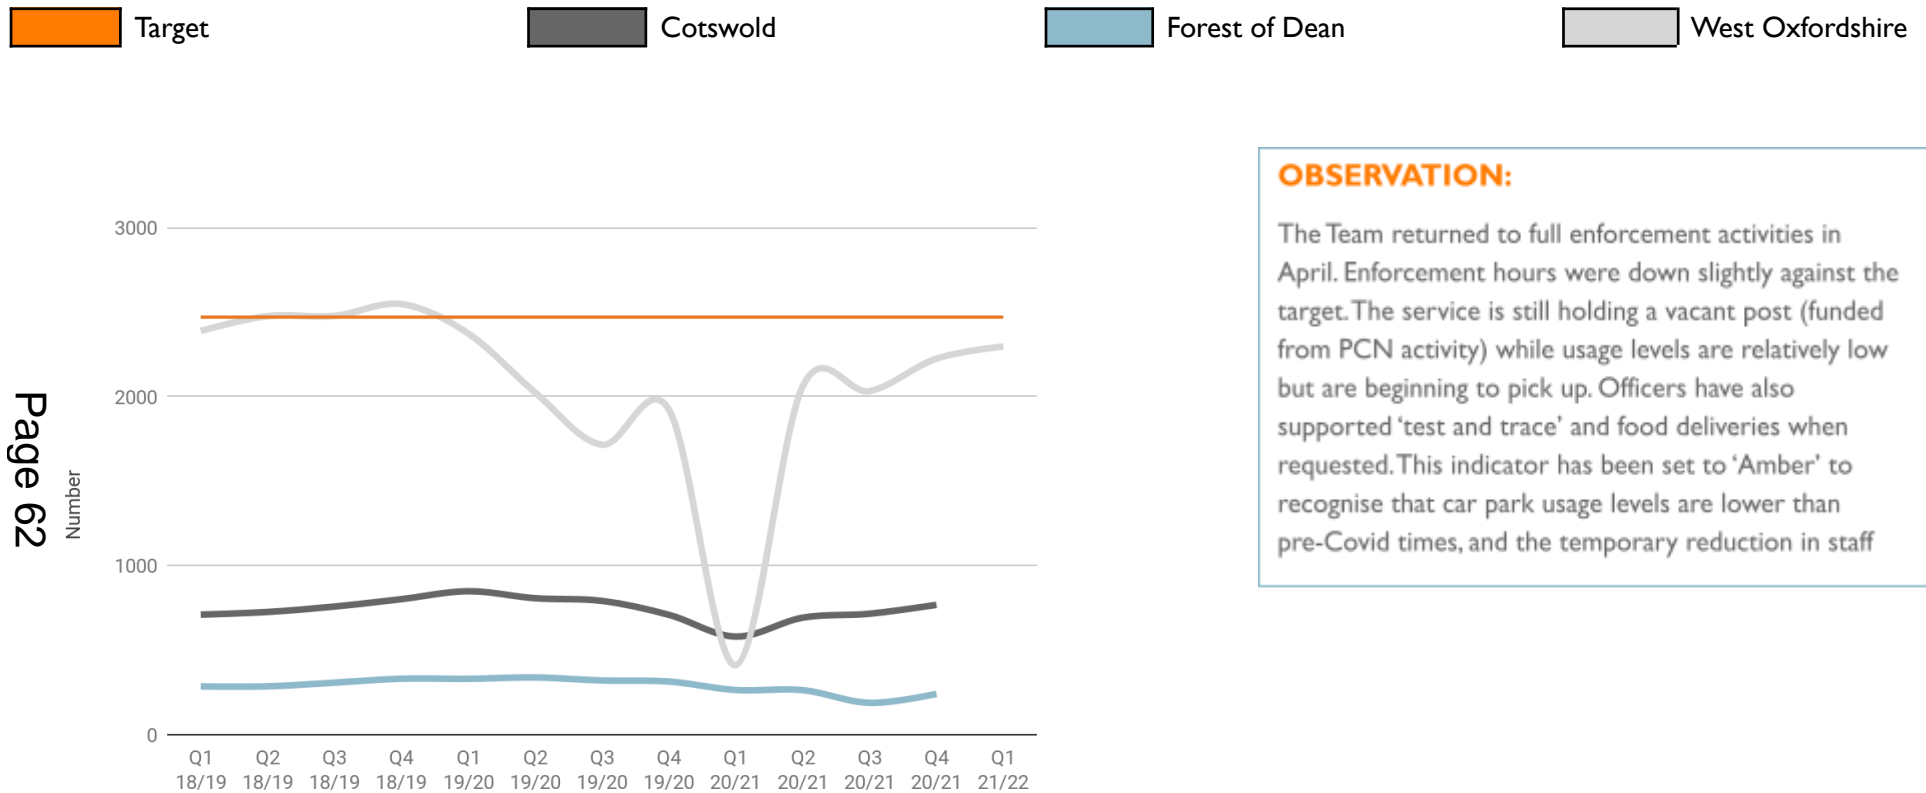 Target
Cotswold
Forest of Dean
West Oxfordshire
OBSERVATION:
The Team returned to full enforcement activities in
April. Enforcement hours were down slightly against the
target. The service is still holding a vacant post (funded
from PCN activity) while usage levels are relatively low
but are beginning to pick up. Officers have also
supported ‘test and trace’ and food deliveries when
requested. This indicator has been set to ‘Amber’ to
recognise that car park usage levels are lower than
pre-Covid times, and the temporary reduction in staff
Page 62
Number
3000
2000
1000
0
Q1 Q2 Q3 Q4 Q1 Q2 Q3 Q4 Q1 Q2 Q3 Q4 Q1
18/19 18/19 18/19 18/19 19/20 19/20 19/20 19/20 20/21 20/21 20/21 20/21 21/22